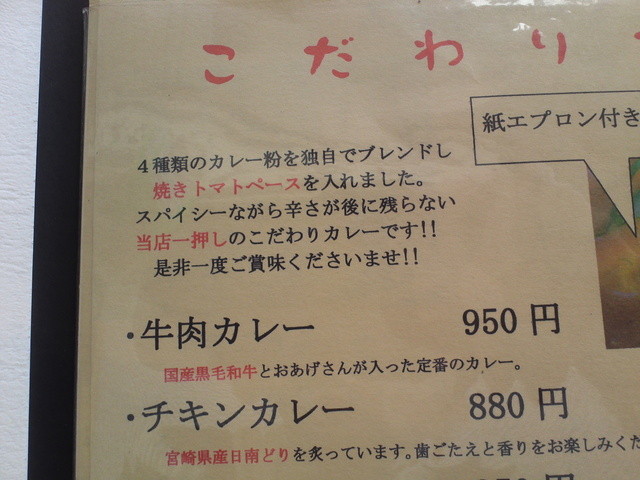 こだわり
紙エプロン付き
4種類のカレー粉を独自でブレンドし
焼きトマトペースを入れました。
スパイシーながら辛さが後に残らない
当店一押しのこだわりカレーです!!
是非一度ご賞味くださいませ!!
・牛肉カレー 950円
国産黒毛和牛とおあげさんが入った定番のカレー。
・チキンカレー 880円
宮崎県産日南どりを炙っています。歯ごたえと香りをお楽しみくだ